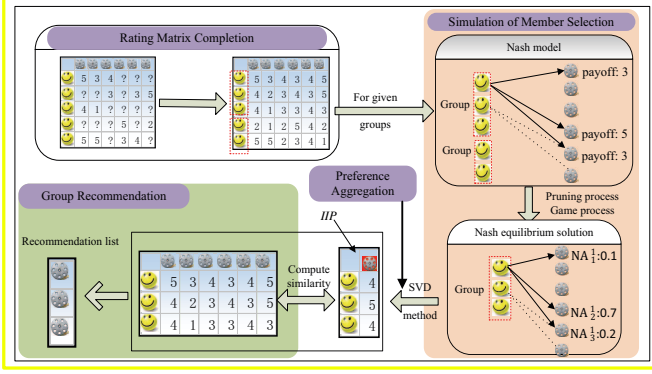 Rating Matrix Completion
5 3 4 ? ? ?
? ? 3 ? 3 5
4 1 ? ? ? ?
? ? ? 5 ? 2
5 5 ? 3 4 ?
5 3 4 3 4 5
4 2 3 4 3 5
4 1 3 3 4 3
2 1 2 5 4 2
5 5 2 3 4 1
For given
groups
Simulation of Member Selection
Nash model
payoff: 3
Group
payoff: 5
Group
payoff: 3
Pruning process
Game process
Nash equilibrium solution
NA 1/1:0.1
Group
NA 1/2:0.7
NA 1/3:0.2
Preference
Aggregation
SVD
method
IIP
4
5
4
Compute
similarity
Group Recommendation
5 3 4 3 4 5
4 2 3 4 3 5
4 1 3 3 4 3
Recommendation list